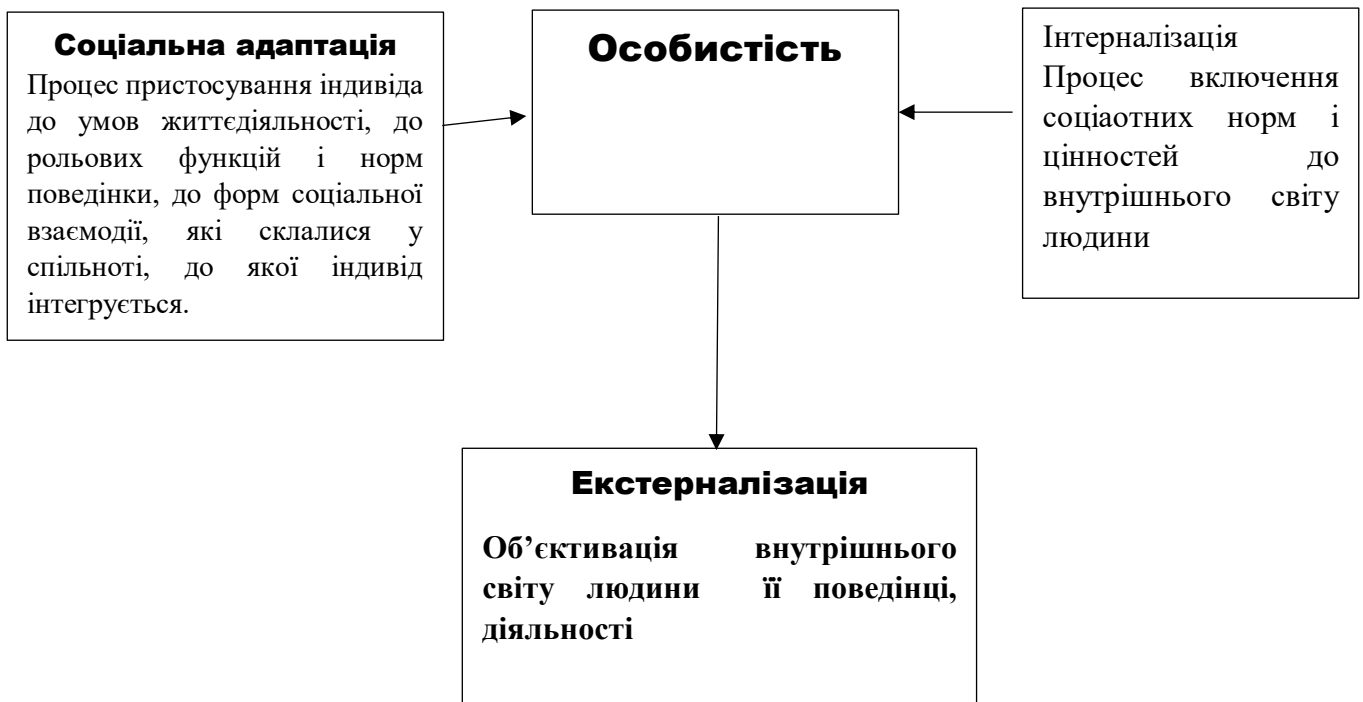 Соціальна адаптація
Процес пристосування індивіда
до умов життєдіяльності, до
рольових функцій і норм
поведінки, до форм соціальної
взаємодії, які склалися у
спільноті, до якої індивід
інтегрується.
Особистість
Інтерналізація
Процес включення
соціаотних норм і
цінностей до
внутрішнього світу
людини
Екстерналізація
Об’єктивація внутрішнього
світу людини її поведінці,
діяльності